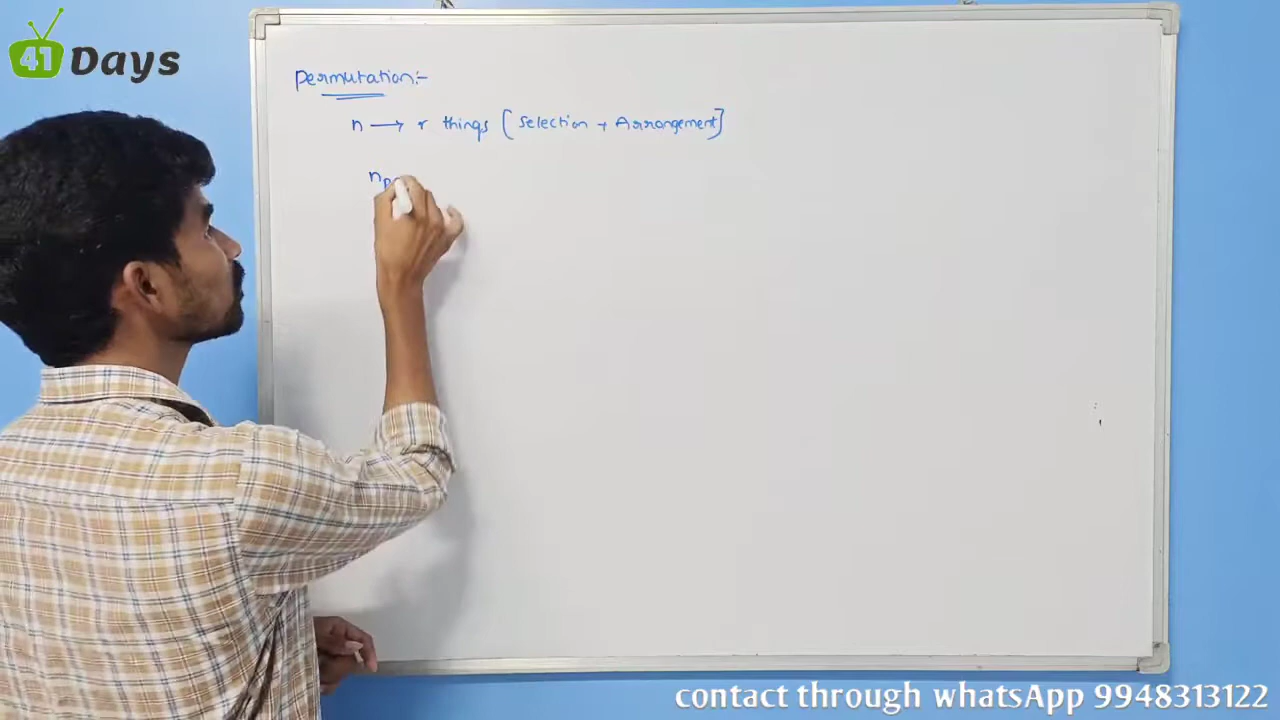 41 Days
Permutation:-
n → r things [Selection + Arrangement]
nP
contact through whatsApp 9948313122